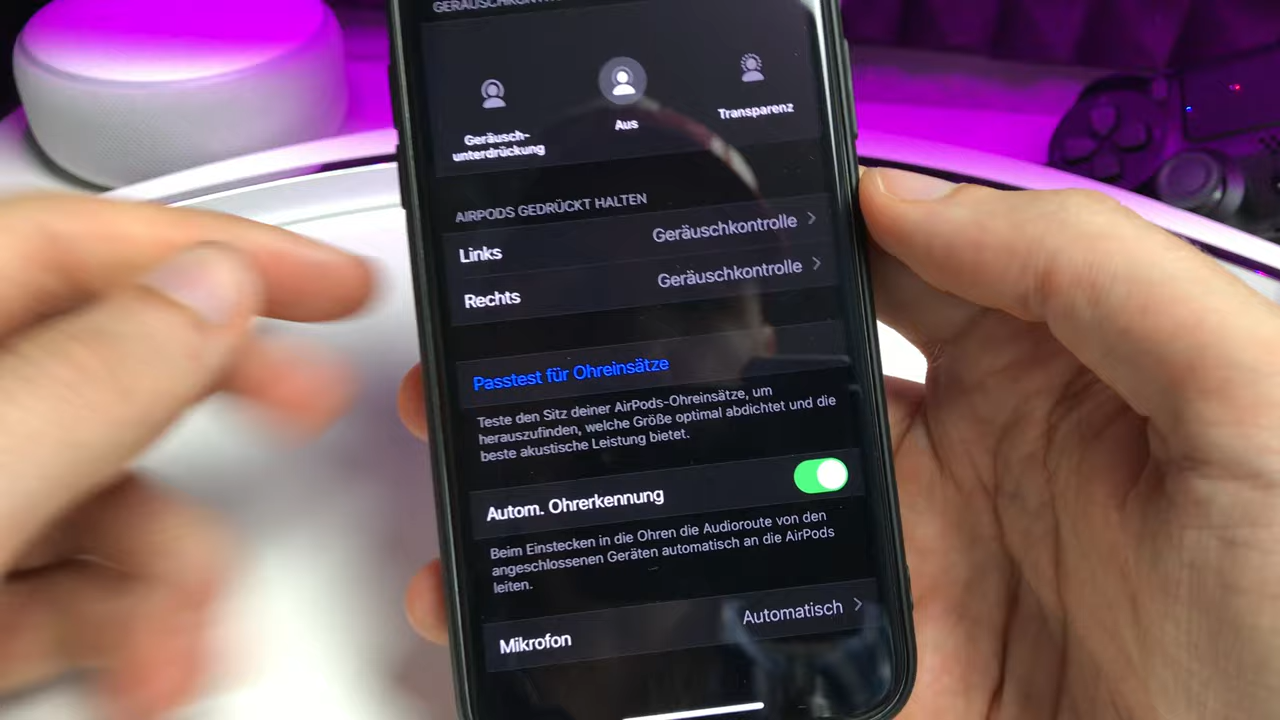 GERÄUSCHKONTROLLE
Geräusch-
unterdrückung
Aus
Transparenz
AIRPODS GEDRÜCKT HALTEN
Links
Geräuschkontrolle
Rechts
Geräuschkontrolle
Passtest für Ohreinsätze
Teste den Sitz deiner AirPods-Ohreinsätze, um
herauszufinden, welche Größe optimal abdichtet und die
beste akustische Leistung bietet.
Autom. Ohrerkennung
Beim Einstecken in die Ohren die Audioroute von den
angeschlossenen Geräten automatisch an die AirPods
leiten.
Mikrofon
Automatisch